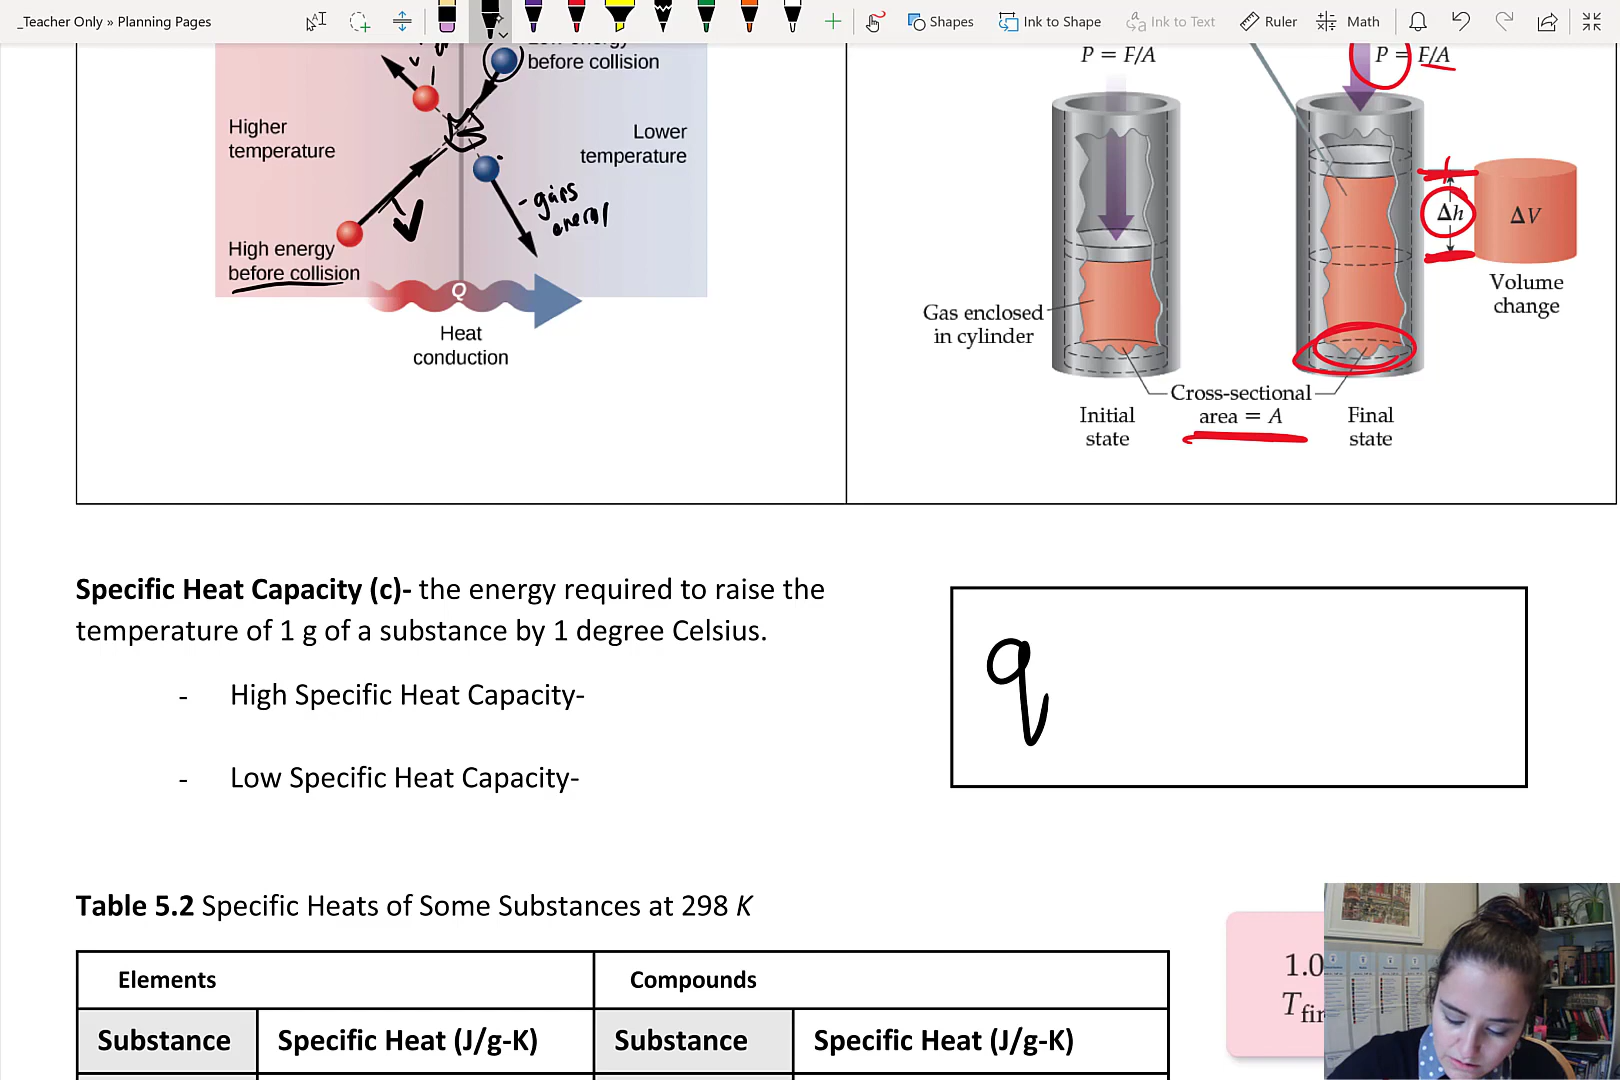 _Teacher Only » Planning Pages
Shapes
Ink to Shape
Ink to Text
Ruler
Math
before collision
Higher
temperature
Lower
temperature
- gains
energy
High energy
before collision
Q
Heat
conduction
P = F/A
P = F/A
Δh
ΔV
Volume
change
Gas enclosed
in cylinder
Cross-sectional
area = A
Initial
state
Final
state
Specific Heat Capacity (c)- the energy required to raise the
temperature of 1 g of a substance by 1 degree Celsius.
- High Specific Heat Capacity-
- Low Specific Heat Capacity-
q
Table 5.2 Specific Heats of Some Substances at 298 K
Elements
Compounds
Substance
Specific Heat (J/g-K)
Substance
Specific Heat (J/g-K)
1.0